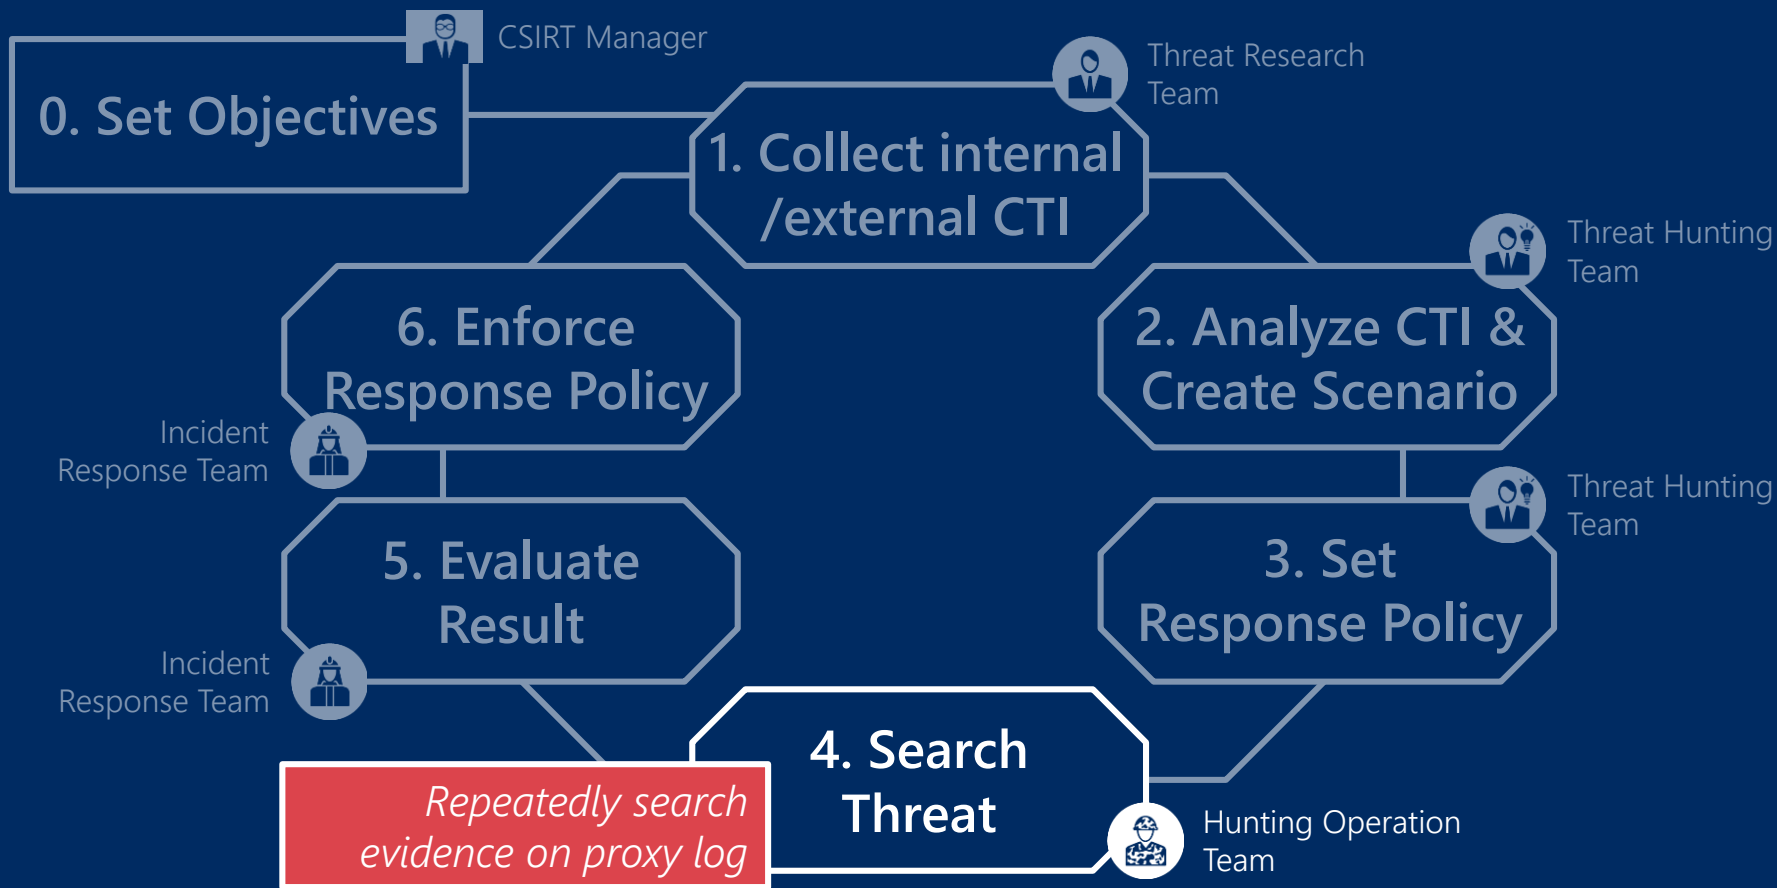 CSIRT Manager
0. Set Objectives
Threat Research
Team
1. Collect internal
/external CTI
Threat Hunting
Team
2. Analyze CTI &
Create Scenario
Threat Hunting
Team
3. Set
Response Policy
4. Search
Threat
Hunting Operation
Team
Repeatedly search
evidence on proxy log
5. Evaluate
Result
Incident
Response Team
6. Enforce
Response Policy
Incident
Response Team